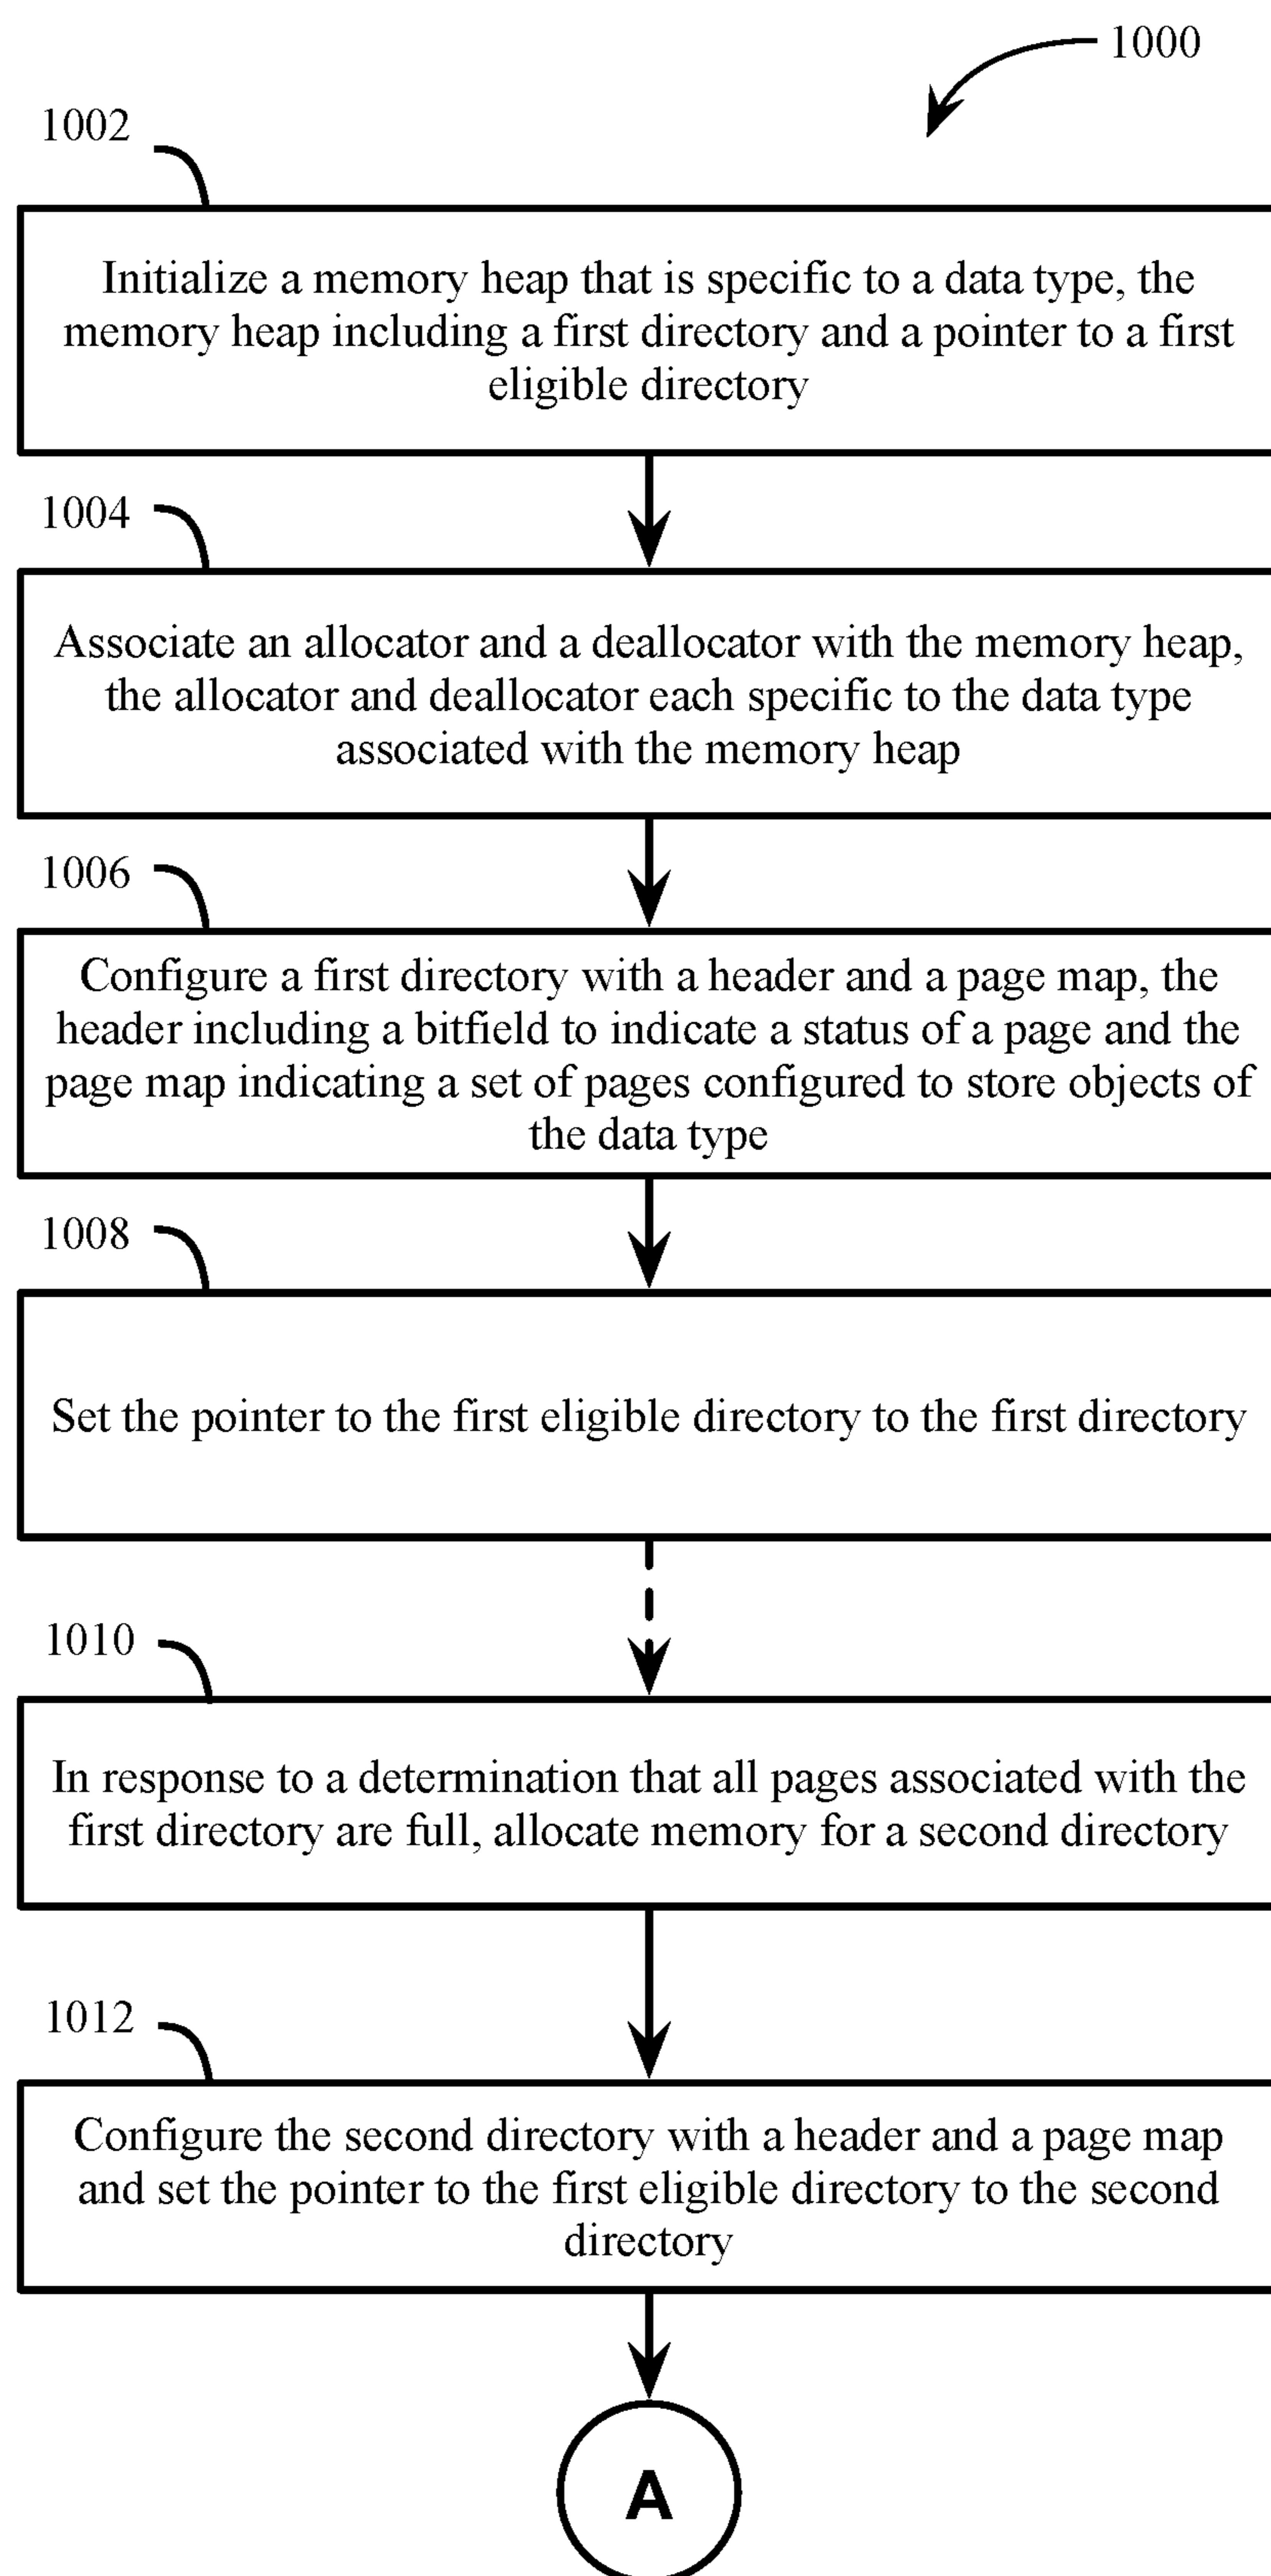 1000
1002
Initialize a memory heap that is specific to a data type, the
memory heap including a first directory and a pointer to a first
eligible directory
1004
Associate an allocator and a deallocator with the memory heap,
the allocator and deallocator each specific to the data type
associated with the memory heap
1006
Configure a first directory with a header and a page map, the
header including a bitfield to indicate a status of a page and the
page map indicating a set of pages configured to store objects of
the data type
1008
Set the pointer to the first eligible directory to the first directory
1010
In response to a determination that all pages associated with the
first directory are full, allocate memory for a second directory
1012
Configure the second directory with a header and a page map
and set the pointer to the first eligible directory to the second
directory
A